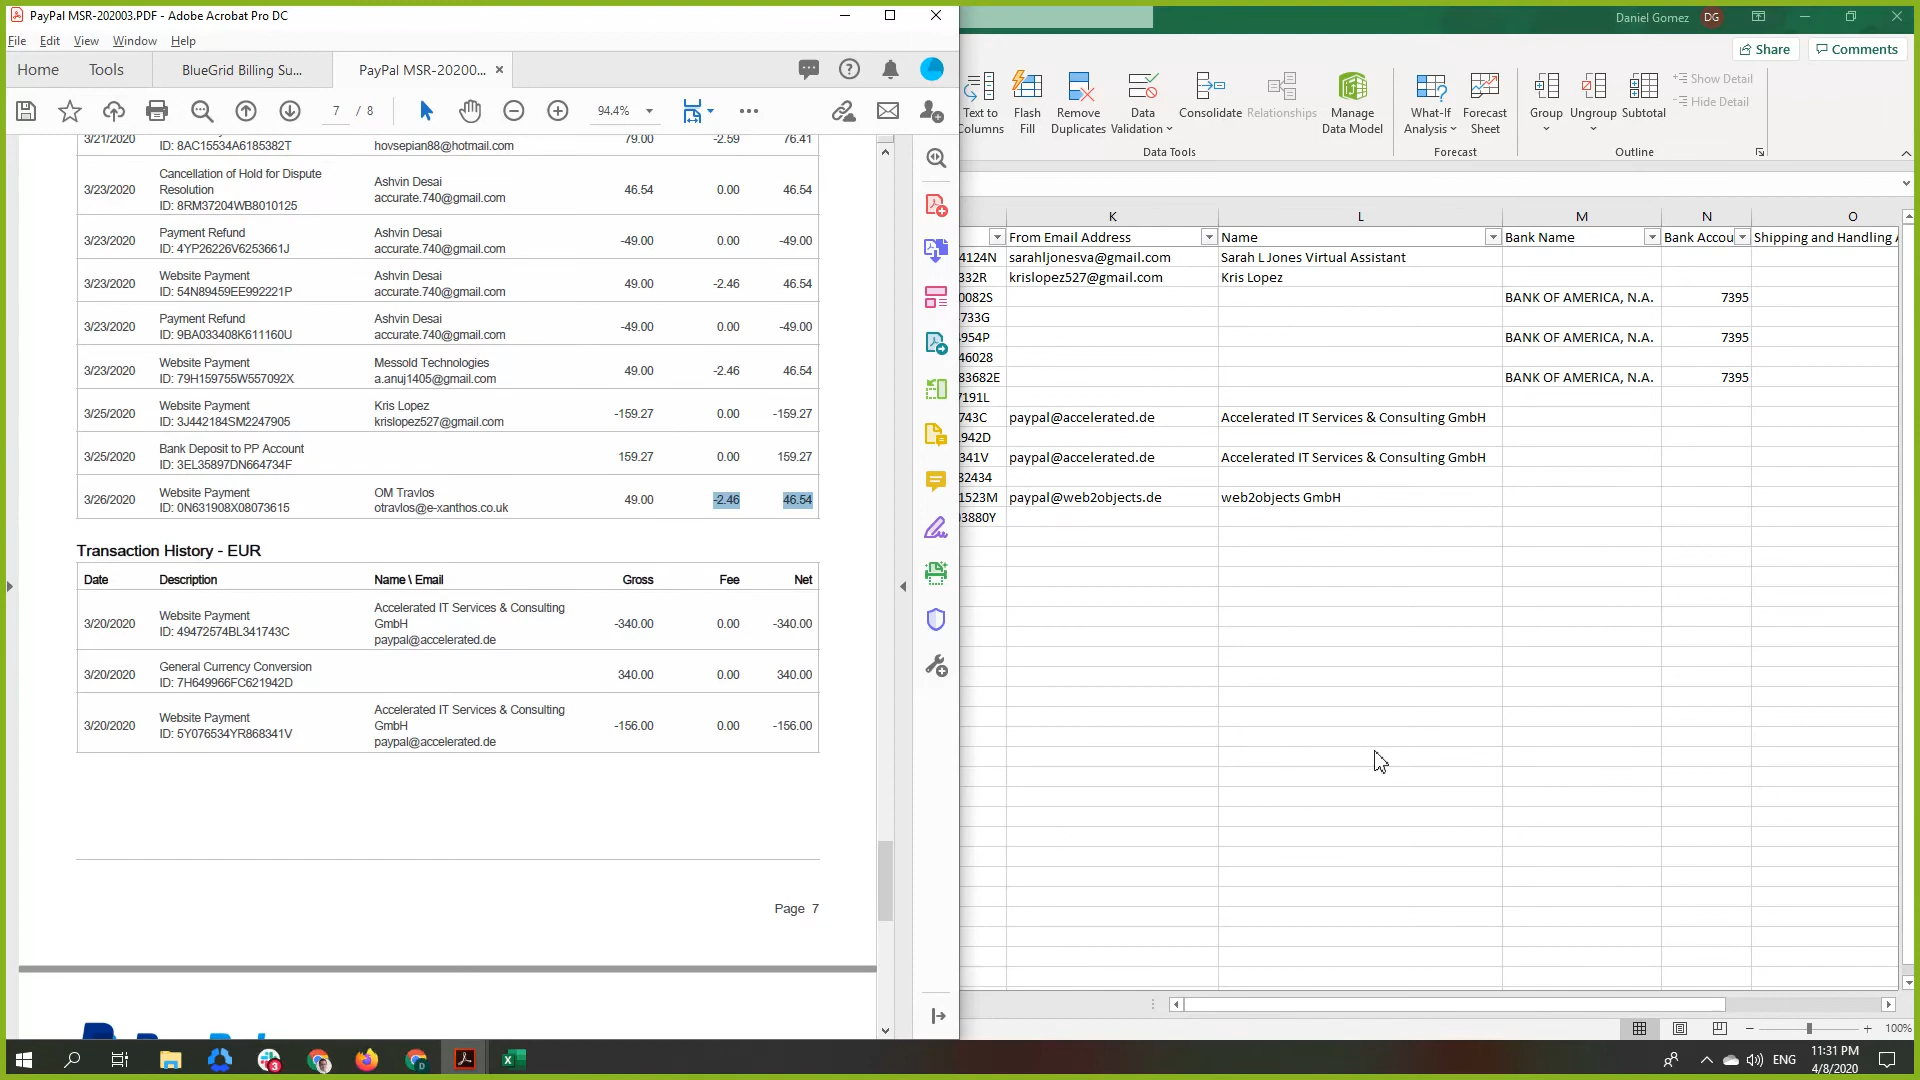 PayPal MSR-202003.PDF - Adobe Acrobat Pro DC
File Edit View Window Help
Home Tools BlueGrid Billing Su... PayPal MSR-20200... ×
7 / 8 94.4%
3/21/2020 ID: 8AC15534A6185382T hovsepian88@hotmail.com 79.00 -2.59 76.41
Cancellation of Hold for Dispute
Resolution
ID: 8RM37204WB8010125
3/23/2020 Ashvin Desai
accurate.740@gmail.com 46.54 0.00 46.54
3/23/2020 Payment Refund
ID: 4YP26226V6253661J Ashvin Desai
accurate.740@gmail.com -49.00 0.00 -49.00
3/23/2020 Website Payment
ID: 54N89459EE992221P Ashvin Desai
accurate.740@gmail.com 49.00 -2.46 46.54
3/23/2020 Payment Refund
ID: 9BA033408K611160U Ashvin Desai
accurate.740@gmail.com -49.00 0.00 -49.00
3/23/2020 Website Payment
ID: 79H159755W557092X Messold Technologies
a.anuj1405@gmail.com 49.00 -2.46 46.54
3/25/2020 Website Payment
ID: 3J442184SM2247905 Kris Lopez
krislopez527@gmail.com -159.27 0.00 -159.27
3/25/2020 Bank Deposit to PP Account
ID: 3EL35897DN664734F 159.27 0.00 159.27
3/26/2020 Website Payment
ID: 0N631908X08073615 OM Travlos
otravlos@e-xanthos.co.uk 49.00 -2.46 46.54
Transaction History - EUR
Date Description Name \ Email Gross Fee Net
3/20/2020 Website Payment
ID: 49472574BL341743C Accelerated IT Services & Consulting
GmbH
paypal@accelerated.de -340.00 0.00 -340.00
3/20/2020 General Currency Conversion
ID: 7H649966FC621942D 340.00 0.00 340.00
3/20/2020 Website Payment
ID: 5Y076534YR868341V Accelerated IT Services & Consulting
GmbH
paypal@accelerated.de -156.00 0.00 -156.00
Page 7
Daniel Gomez DG
Share Comments
Text to
Columns
Flash
Fill
Remove
Duplicates
Data
Validation
Consolidate
Relationships
Manage
Data Model
What-If
Analysis
Forecast
Sheet
Group Ungroup Subtotal
Show Detail
Hide Detail
Data Tools Forecast Outline
K L M N O
From Email Address Name Bank Name Bank Accou Shipping and Handling A
4124N sarahljonesva@gmail.com Sarah L Jones Virtual Assistant
332R krislopez527@gmail.com Kris Lopez
0082S BANK OF AMERICA, N.A. 7395
733G
954P BANK OF AMERICA, N.A. 7395
46028
83682E BANK OF AMERICA, N.A. 7395
7191L
743C paypal@accelerated.de Accelerated IT Services & Consulting GmbH
942D
341V paypal@accelerated.de Accelerated IT Services & Consulting GmbH
32434
1523M paypal@web2objects.de web2objects GmbH
03880Y
100%
3
ENG
11:31 PM
4/8/2020